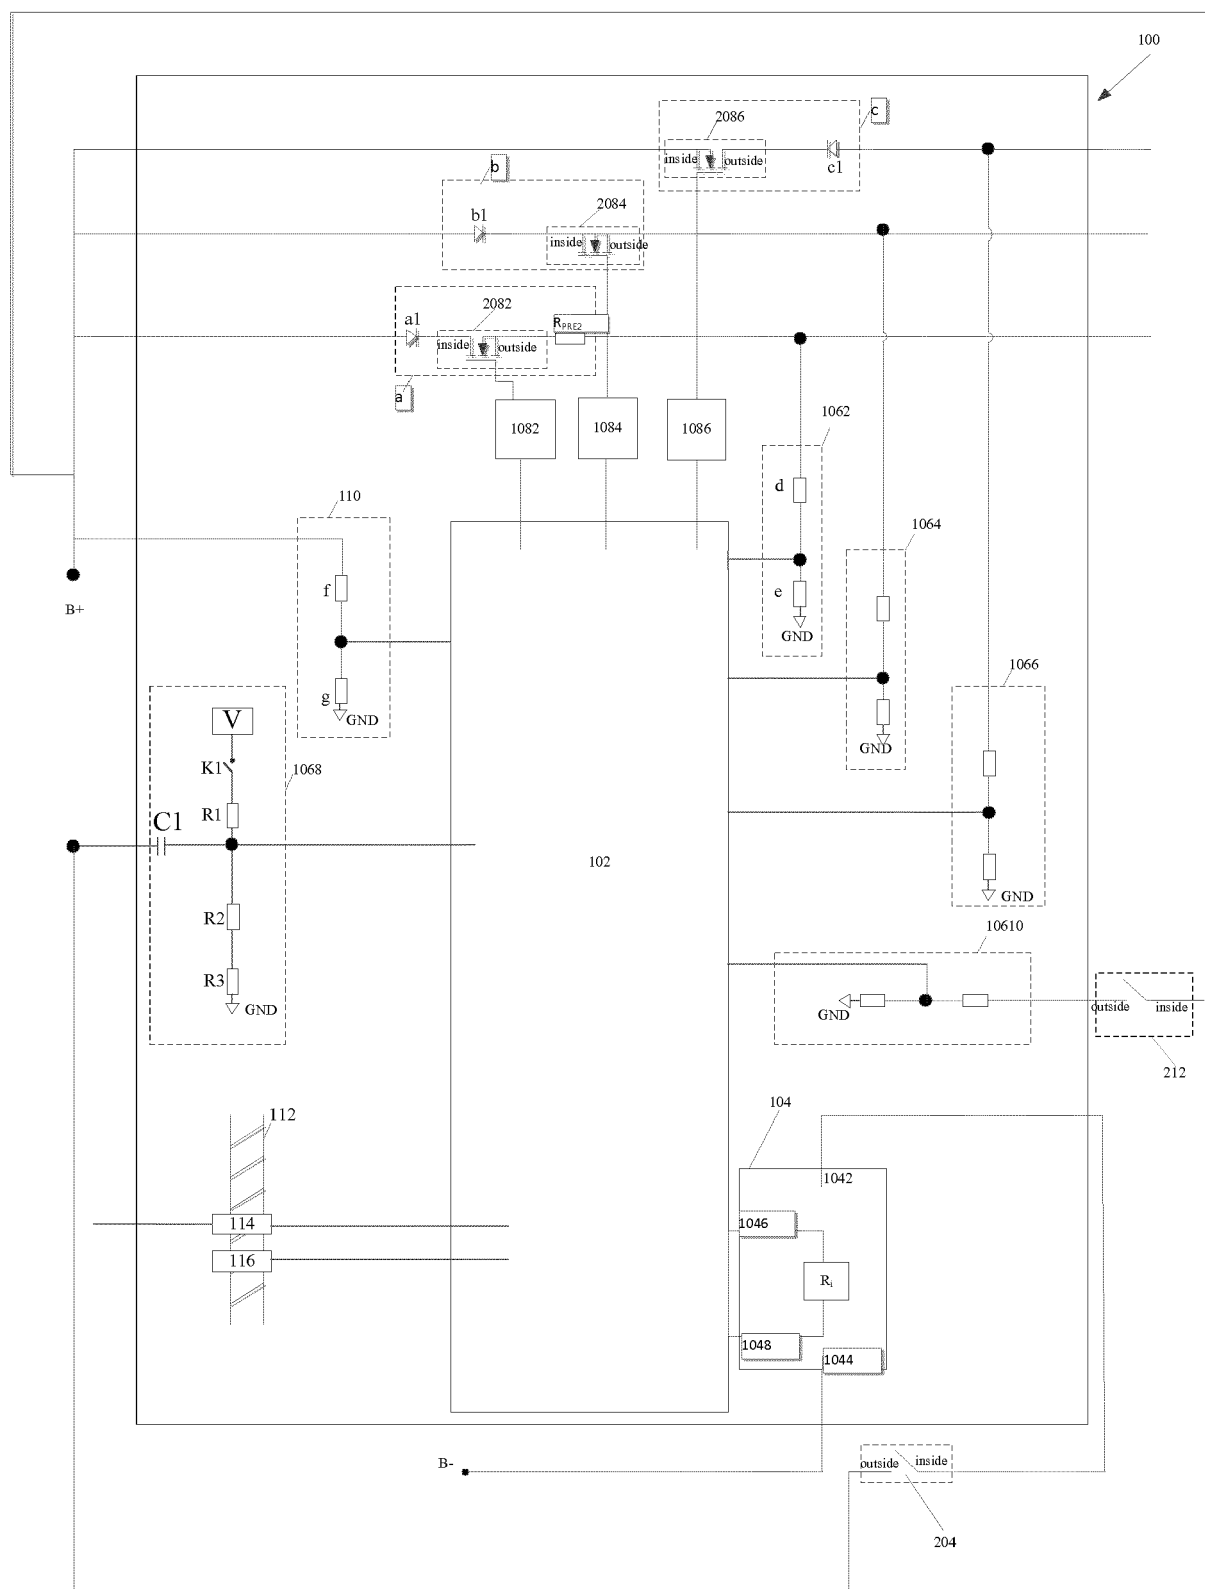 100
2086
c
inside
outside
c1
b
b1
2084
inside
outside
a1
2082
RPRE2
inside
outside
a
1082
1084
1086
1062
d
110
1064
f
e
GND
B+
g
GND
1066
V
GND
K1
1068
R1
C1
102
GND
R2
10610
R3
GND
GND
outside
inside
212
104
112
1042
114
1046
116
Ri
1048
1044
B-
outside
inside
204